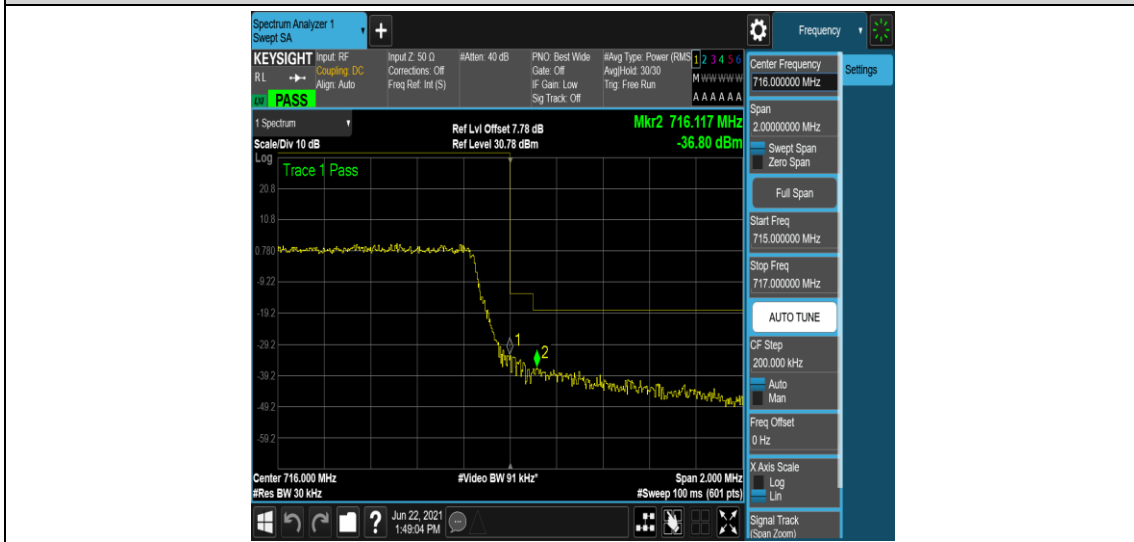 Spectrum Analyzer 1
Swept SA
+
Frequency
KEYSIGHT
RL
LXI
PASS
Input: RF
Coupling: DC
Align: Auto
Input Z: 50 Ω
Corrections: Off
Freq Ref: Int (S)
#Atten: 40 dB
PNO: Best Wide
Gate: Off
IF Gain: Low
Sig Track: Off
#Avg Type: Power (RMS
Avg|Hold: 30/30
Trig: Free Run
1 2 3 4 5 6
M W W W W W
A A A A A A
1 Spectrum
Scale/Div 10 dB
Ref Lvl Offset 7.78 dB
Ref Level 30.78 dBm
Mkr2 716.117 MHz
-36.80 dBm
Log
Trace 1 Pass
20.8
10.8
0.780
-9.22
-19.2
-29.2
-39.2
-49.2
-59.2
1
2
Center 716.000 MHz
#Res BW 30 kHz
#Video BW 91 kHz*
Span 2.000 MHz
#Sweep 100 ms (601 pts)
?
Jun 22, 2021
1:49:04 PM
Center Frequency
716.000000 MHz
Settings
Span
2.00000000 MHz
Swept Span
Zero Span
Full Span
Start Freq
715.000000 MHz
Stop Freq
717.000000 MHz
AUTO TUNE
CF Step
200.000 kHz
Auto
Man
Freq Offset
0 Hz
X Axis Scale
Log
Lin
Signal Track
(Span Zoom)